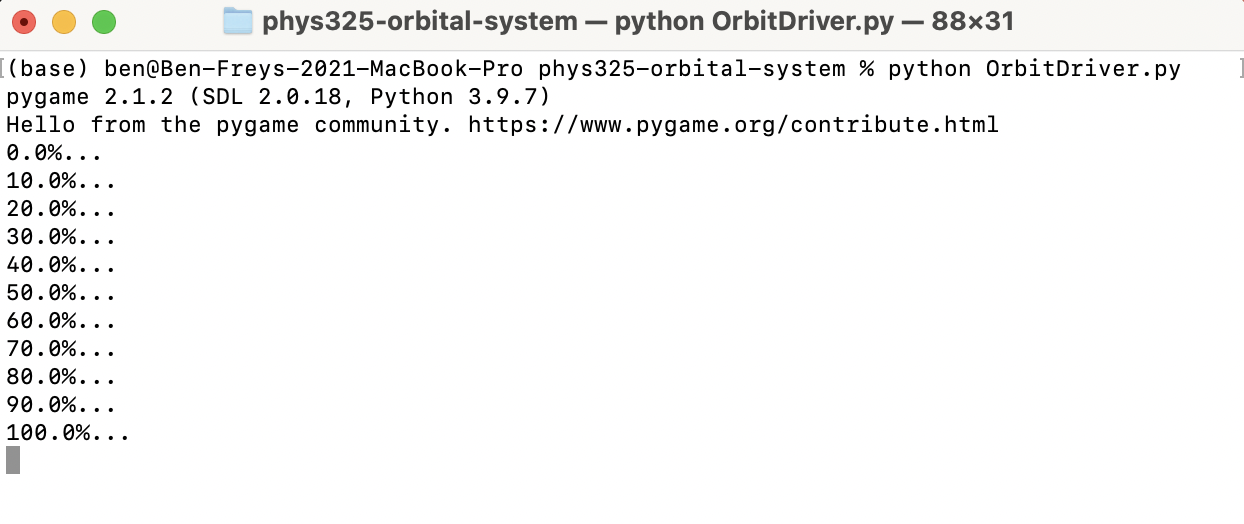 phys325-orbital-system — python OrbitDriver.py — 88×31
(base) ben@Ben-Freys-2021-MacBook-Pro phys325-orbital-system % python OrbitDriver.py
pygame 2.1.2 (SDL 2.0.18, Python 3.9.7)
Hello from the pygame community. https://www.pygame.org/contribute.html
0.0%...
10.0%...
20.0%...
30.0%...
40.0%...
50.0%...
60.0%...
70.0%...
80.0%...
90.0%...
100.0%...